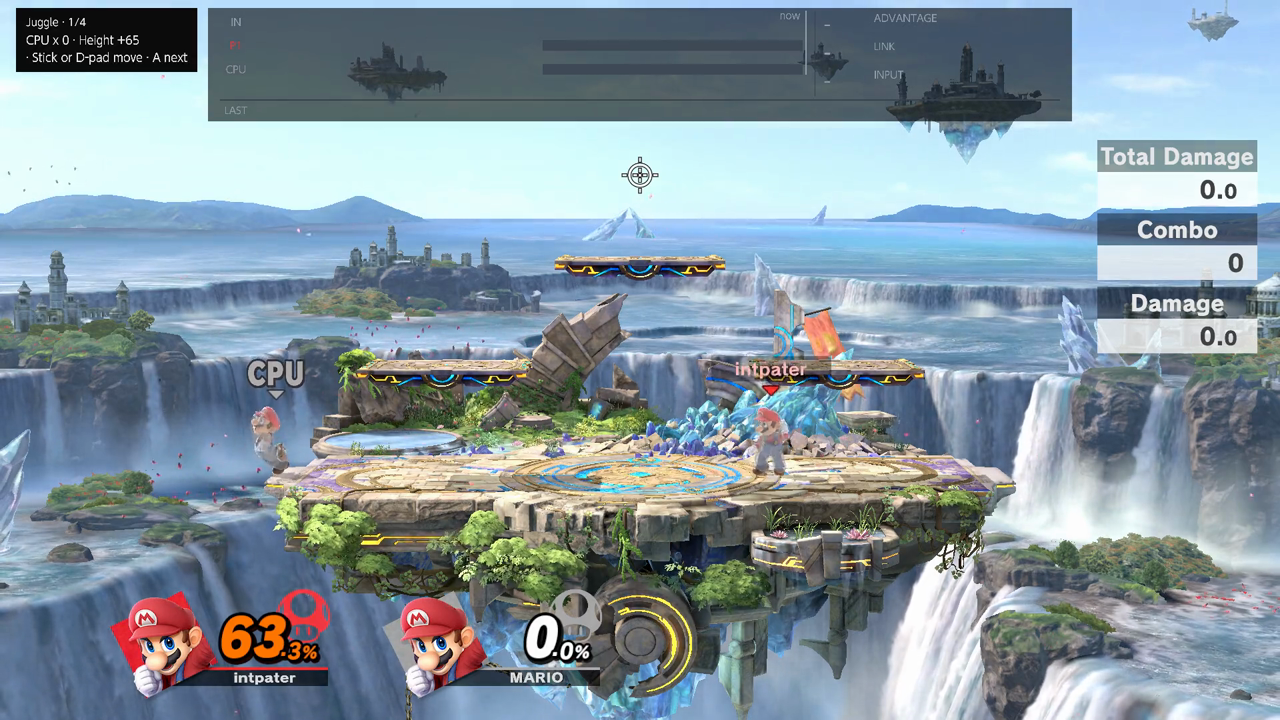 Juggle · 1/4
CPU x 0 · Height +65
· Stick or D-pad move · A next
IN
P1
CPU
LAST
now
ADVANTAGE
LINK
INPUT
Total Damage
0.0
Combo
0
Damage
0.0
CPU
intpater
63.3%
intpater
0.0%
MARIO